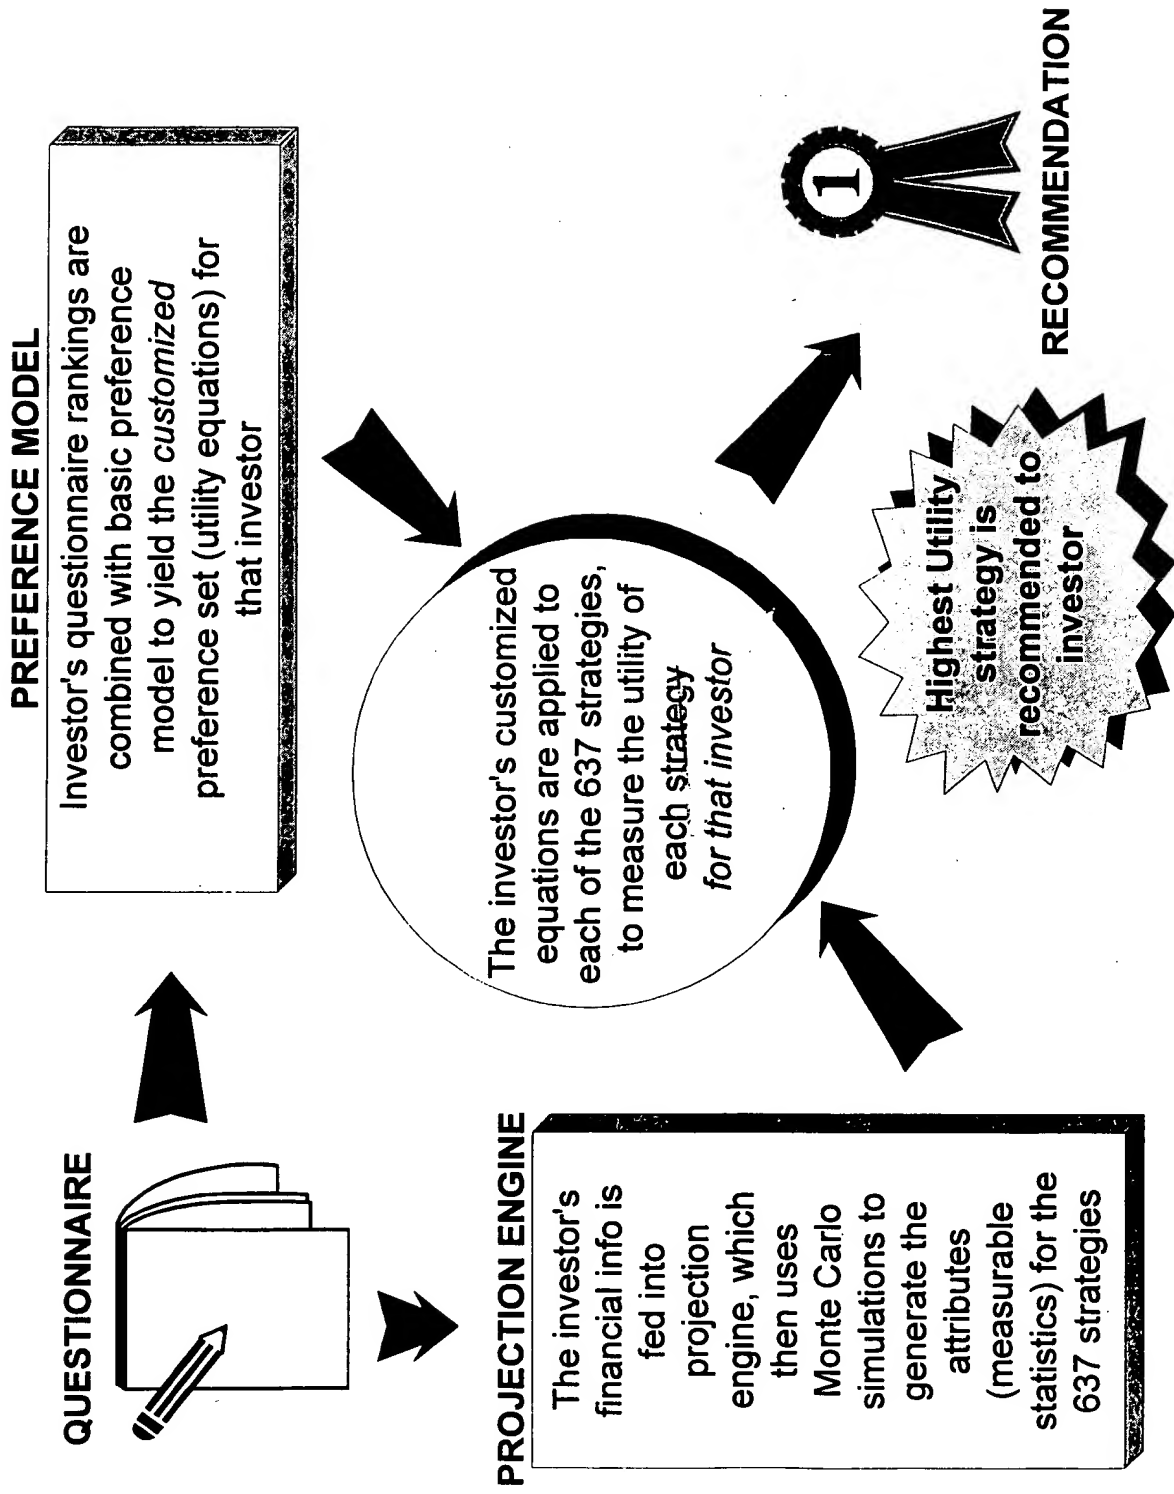 QUESTIONNAIRE
PREFERENCE MODEL
Investor's questionnaire rankings are
combined with basic preference
model to yield the customized
preference set (utility equations) for
that investor
PROJECTION ENGINE
The investor's
financial info is
fed into
projection
engine, which
then uses
Monte Carlo
simulations to
generate the
attributes
(measurable
statistics) for the
637 strategies
The investor's customized
equations are applied to
each of the 637 strategies,
to measure the utility of
each strategy
for that investor
Highest Utility
strategy is
recommended to
investor
1
RECOMMENDATION